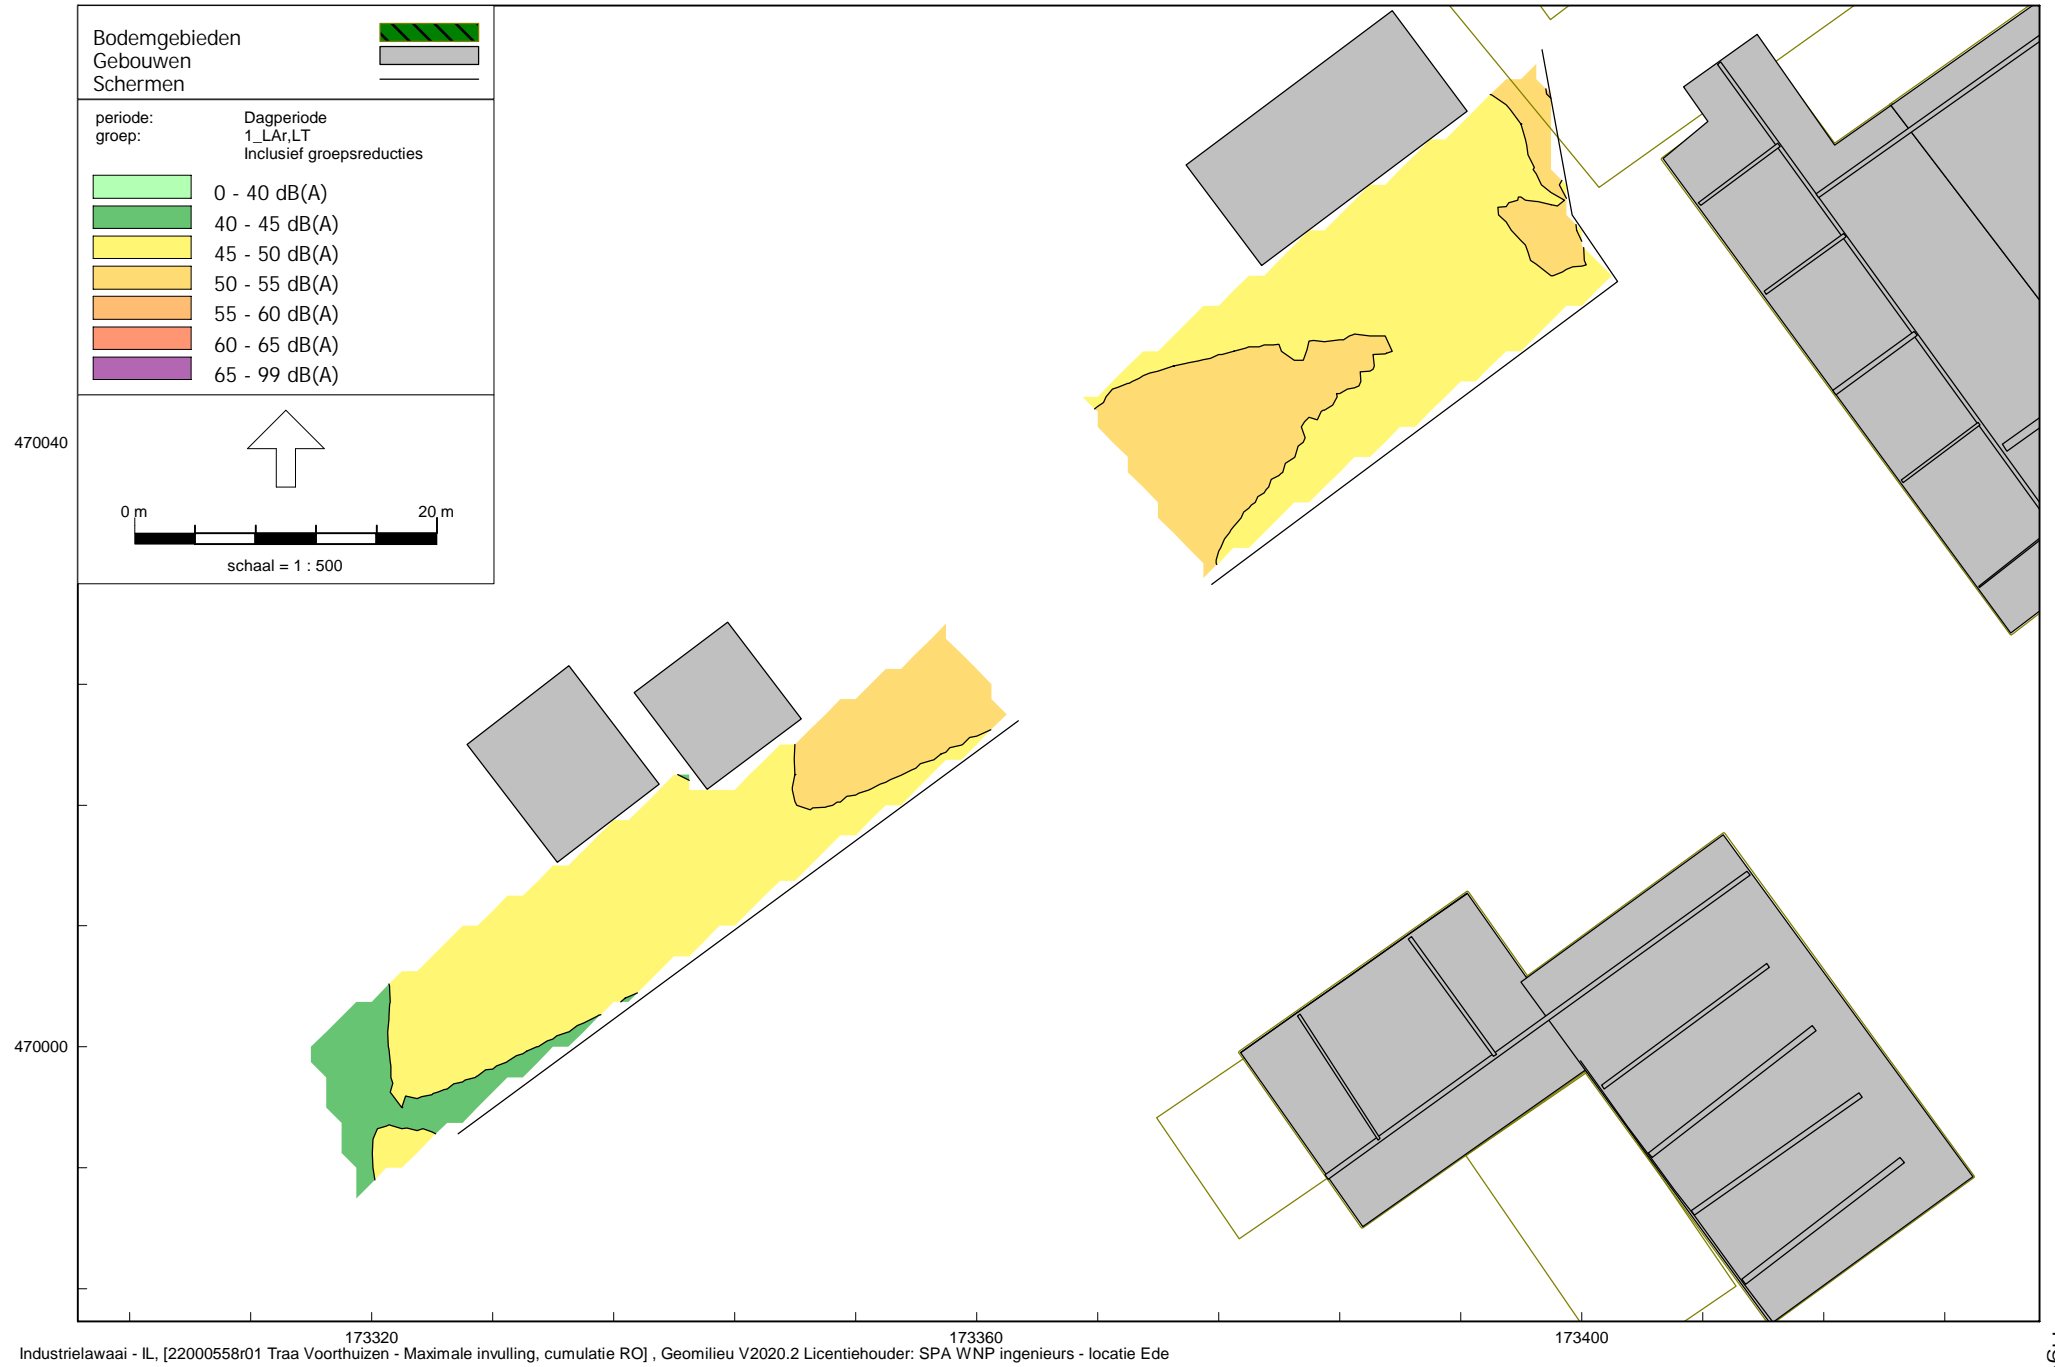 Bodemgebieden
Gebouwen
Schermen
periode: Dagperiode
groep: 1_LAr,LT
Inclusief groepsreducties
0 - 40 dB(A)
40 - 45 dB(A)
45 - 50 dB(A)
50 - 55 dB(A)
55 - 60 dB(A)
60 - 65 dB(A)
65 - 99 dB(A)
0 m 20 m
schaal = 1 : 500
470040
470000
173320 173360 173400
Industrielawaai - IL, [22000558r01 Traa Voorthuizen - Maximale invulling, cumulatie RO] , Geomilieu V2020.2 Licentiehouder: SPA WNP ingenieurs - locatie Ede